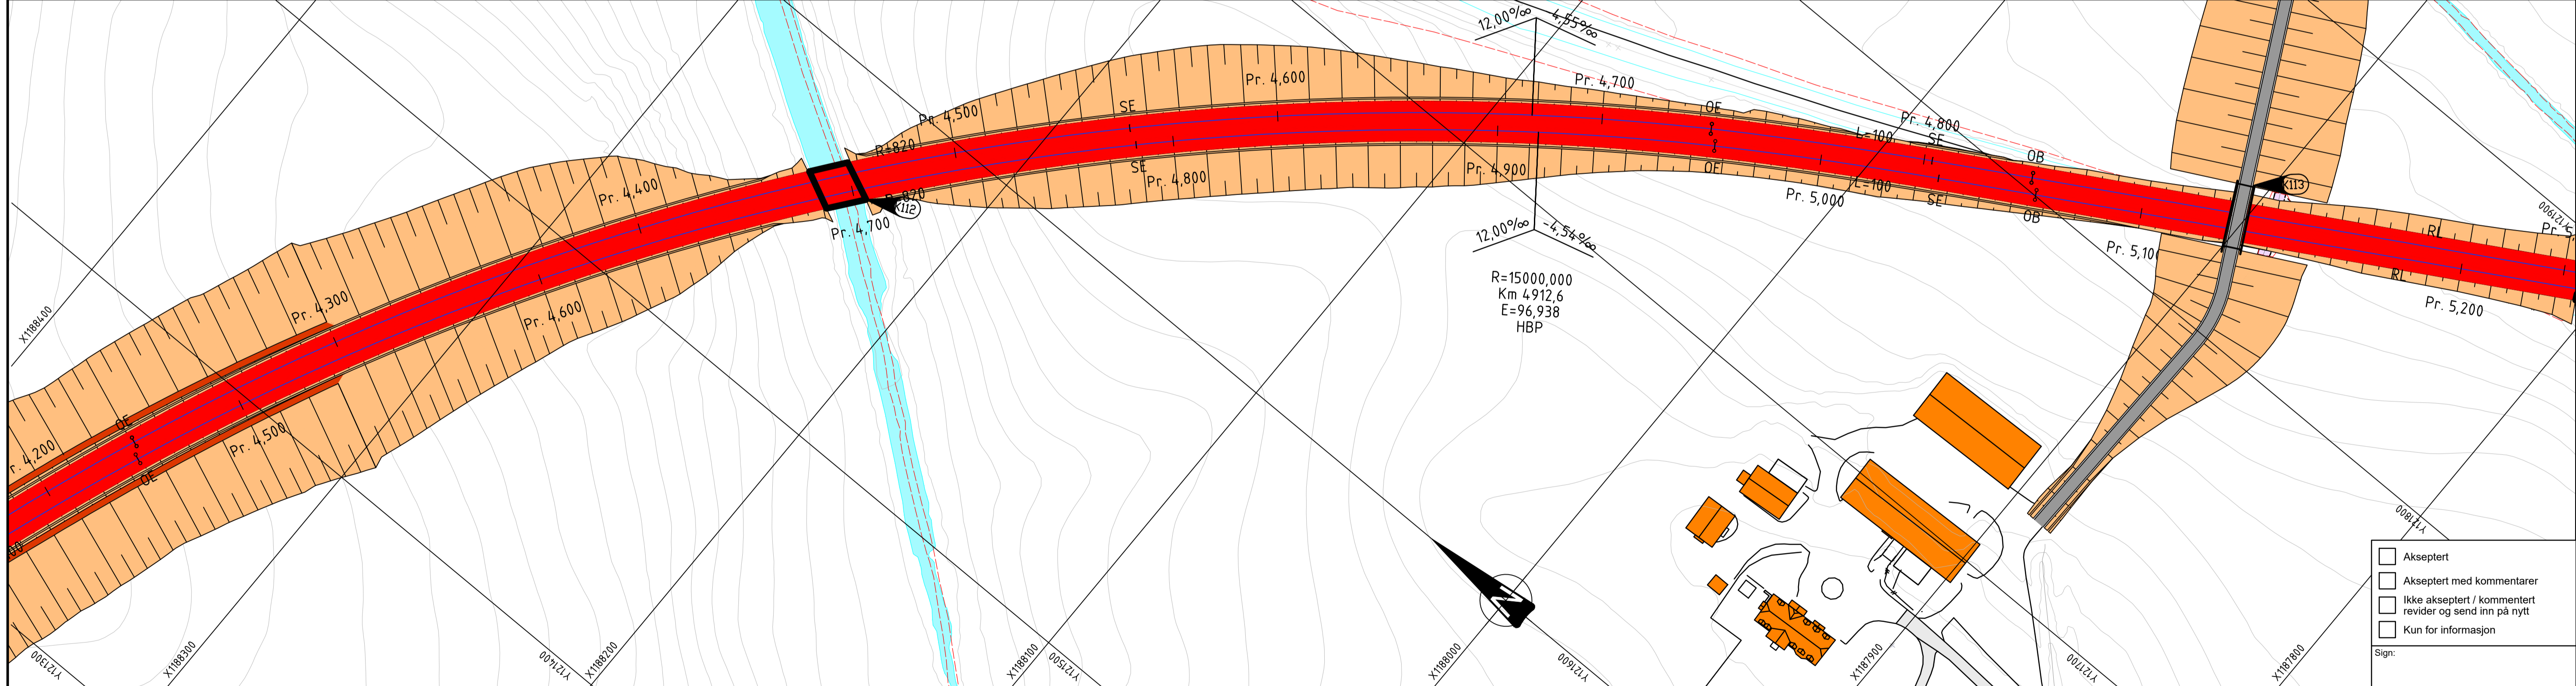 12,00‰
4,55‰
Pr. 4,600
Pr. 4,700
SE
Pr. 4,500
OE
Pr. 4,800
L=100
SE
OB
R=820
SE
Pr. 4,800
Pr. 4,900
OE
L=100
Pr. 5,000
SE
OB
K113
Y121900
Pr. 4,400
R=820
K112
Pr. 4,700
12,00‰
-4,54‰
RL
Pr. 5
Pr. 5,100
RL
Pr. 5,200
R=15000,000
Km 4912,6
E=96,938
HBP
X1188400
Pr. 4,300
Pr. 4,600
OE
Pr. 4,500
r. 4,200
OE
00
N
Y121800
Akseptert
Akseptert med kommentarer
Ikke akseptert / kommentert
revider og send inn på nytt
Kun for informasjon
Sign:
Y121300
X1188300
Y121400
X1188200
X1188100
Y121500
X1188000
Y121600
X1187900
Y121700
X1187800